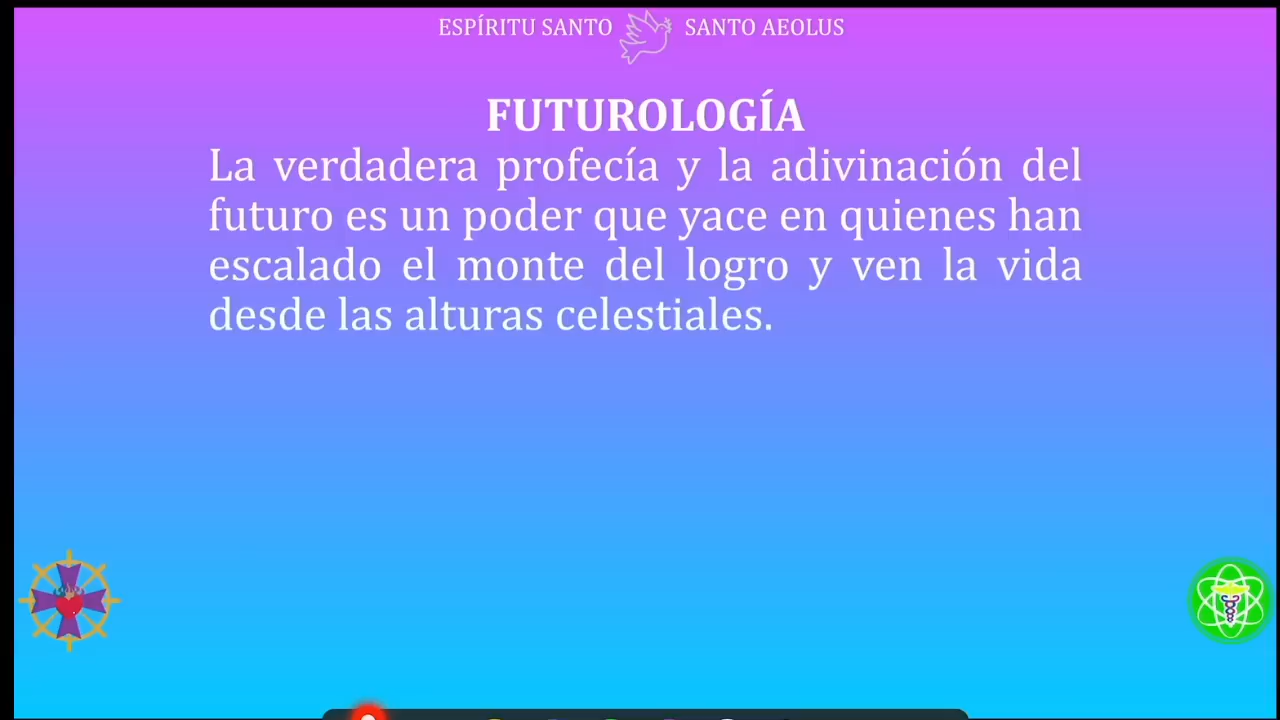 ESPÍRITU SANTO SANTO AEOLUS
FUTUROLOGÍA
La verdadera profecía y la adivinación del
futuro es un poder que yace en quienes han
escalado el monte del logro y ven la vida
desde las alturas celestiales.